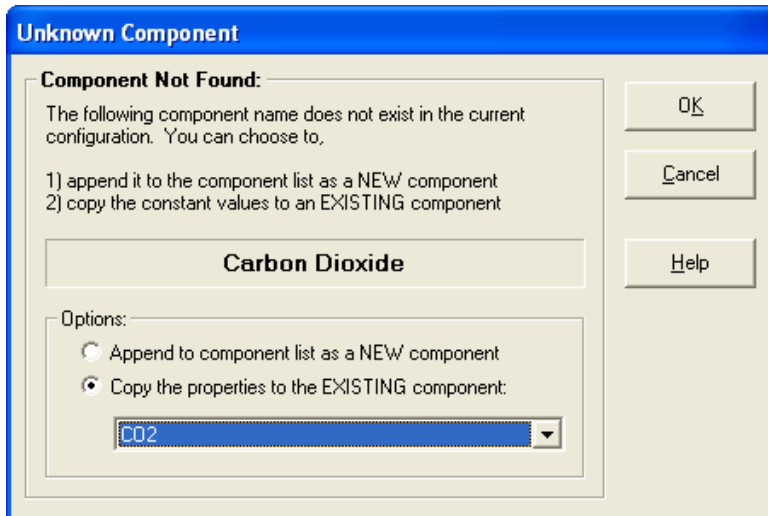 Unknown Component
Component Not Found:
The following component name does not exist in the current
configuration. You can choose to,
1) append it to the component list as a NEW component
2) copy the constant values to an EXISTING component
Carbon Dioxide
Options:
Append to component list as a NEW component
Copy the properties to the EXISTING component:
CO2
OK
Cancel
Help